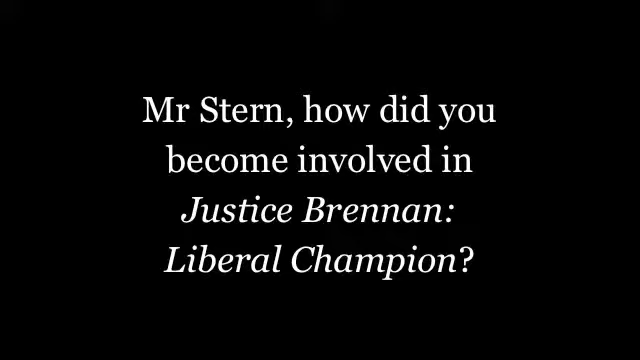 Mr Stern, how did you
become involved in
Justice Brennan:
Liberal Champion?